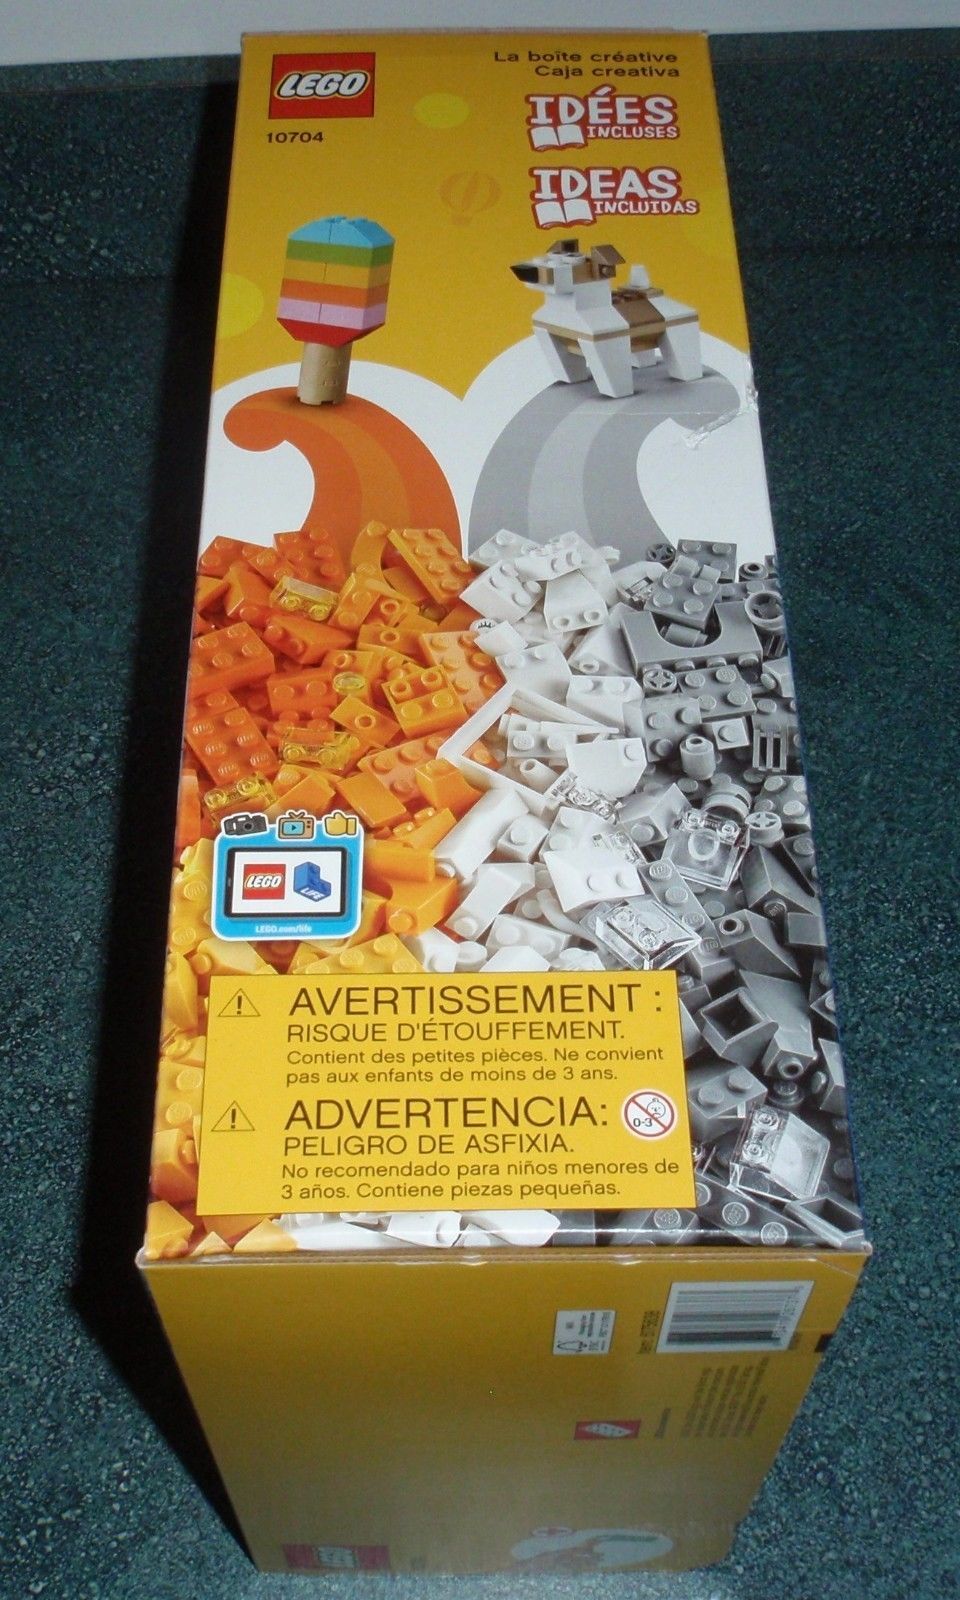 LEGO
10704
La boîte créative
Caja creativa
IDÉES
INCLUSES
IDEAS
INCLUIDAS
LEGO
LIFE
LEGO.com/life
AVERTISSEMENT :
RISQUE D'ÉTOUFFEMENT.
Contient des petites pièces. Ne convient
pas aux enfants de moins de 3 ans.
ADVERTENCIA:
PELIGRO DE ASFIXIA.
0-3
No recomendado para niños menores de
3 años. Contiene piezas pequeñas.